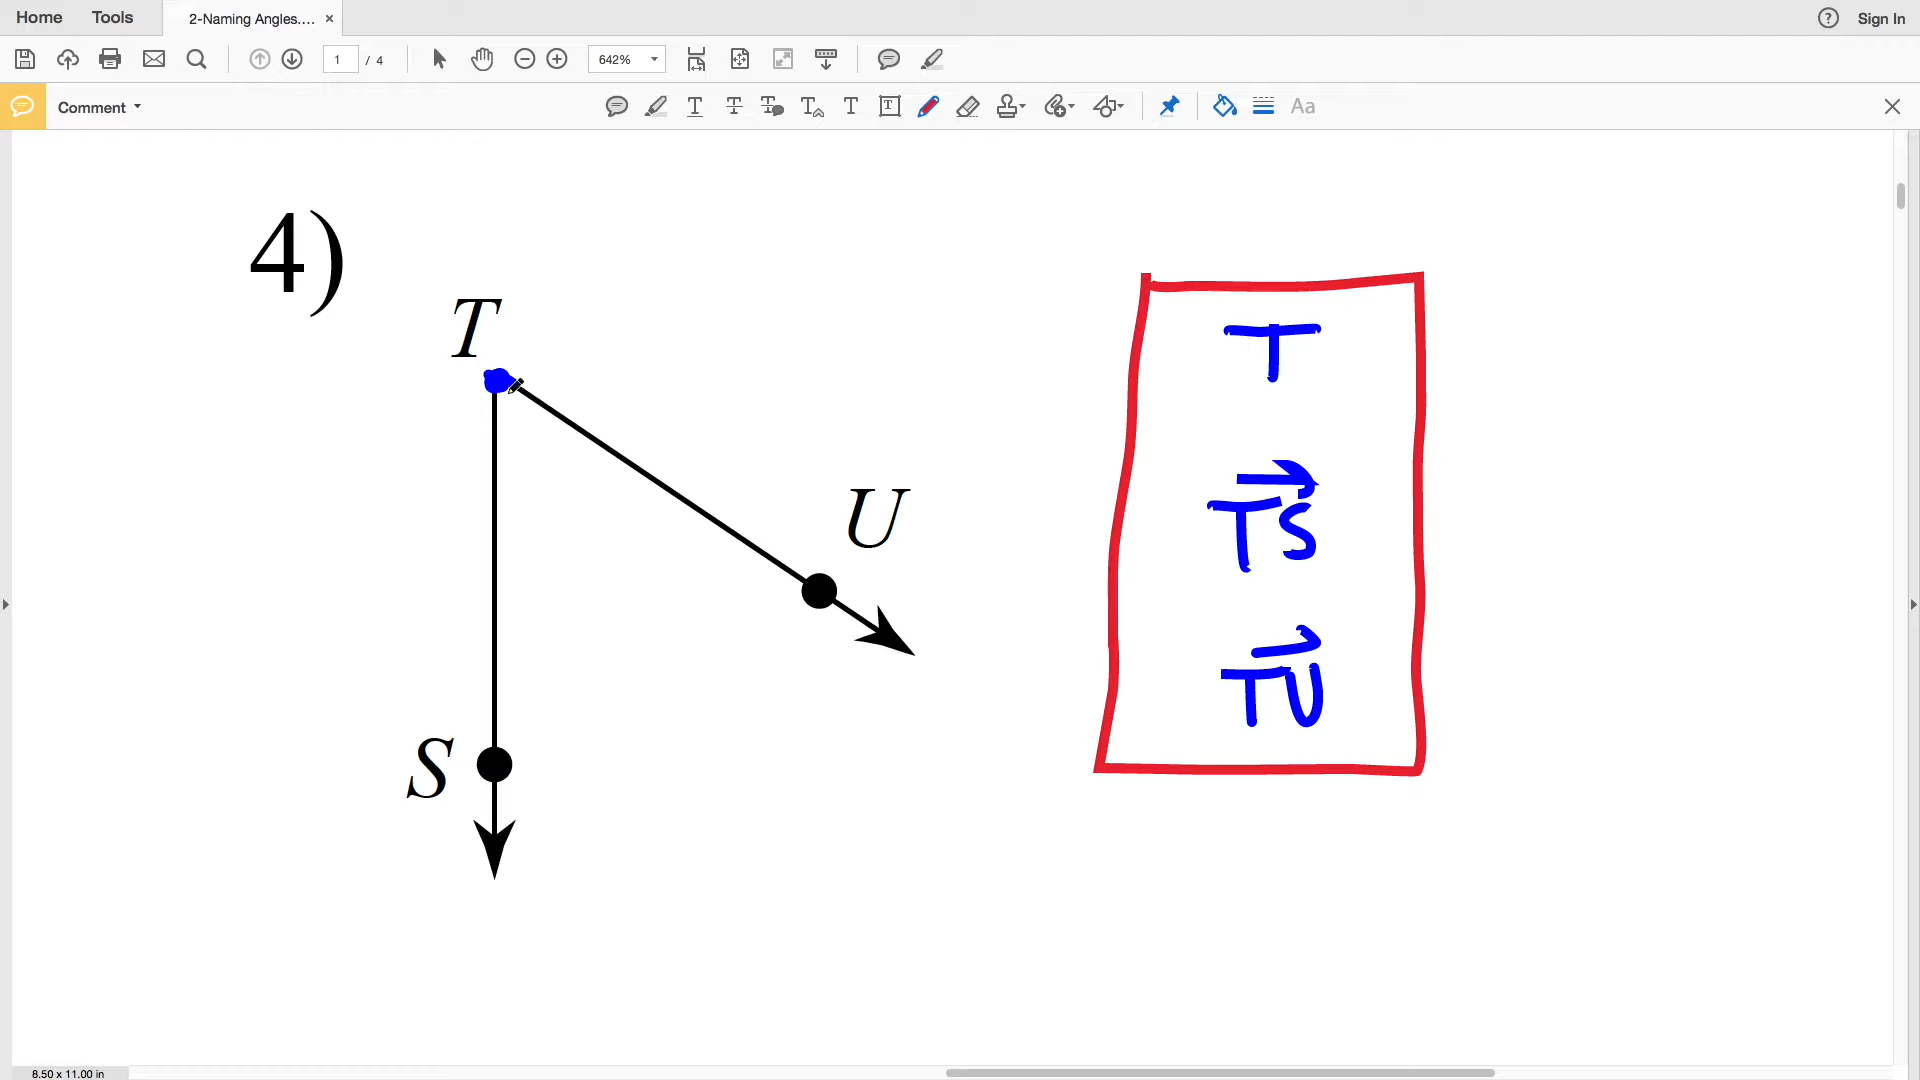 Home Tools 2-Naming Angles.... × ? Sign In
1 / 4 642%
Comment Aa
4)
T
U
S
T
TS
TU
8.50 x 11.00 in